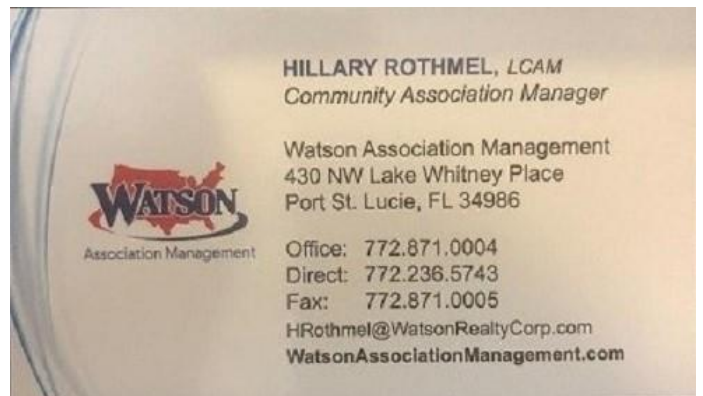 HILLARY ROTHMEL, LCAM
Community Association Manager
Watson Association Management
430 NW Lake Whitney Place
Port St. Lucie, FL 34986
WATSON
Association Management
Office: 772.871.0004
Direct: 772.236.5743
Fax: 772.871.0005
HRothmel@WatsonRealtyCorp.com
WatsonAssociationManagement.com